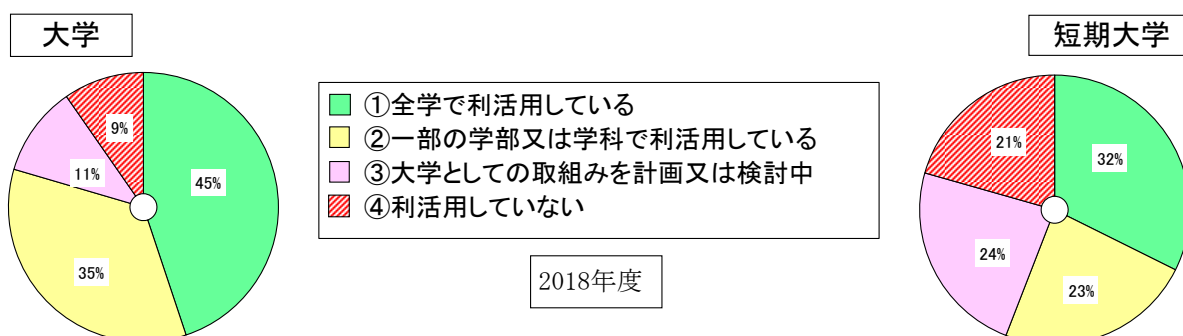 大学
短期大学
9%
45%
11%
35%
①全学で利活用している
②一部の学部又は学科で利活用している
③大学としての取組みを計画又は検討中
④利活用していない
2018年度
21%
32%
24%
23%